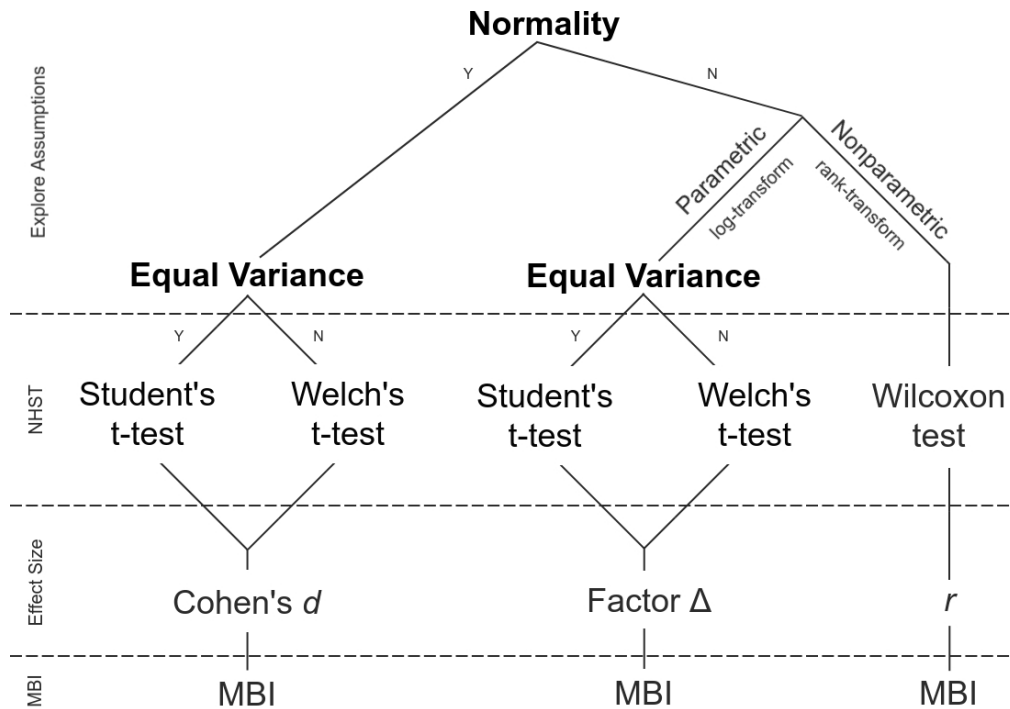 Normality
Y
N
Explore Assumptions
Parametric
log-transform
Nonparametric
rank-transform
Equal Variance
Equal Variance
Y
N
Y
N
NHST
Student's
t-test
Welch's
t-test
Student's
t-test
Welch's
t-test
Wilcoxon
test
Effect Size
Cohen's d
Factor Δ
r
MBI
MBI
MBI
MBI